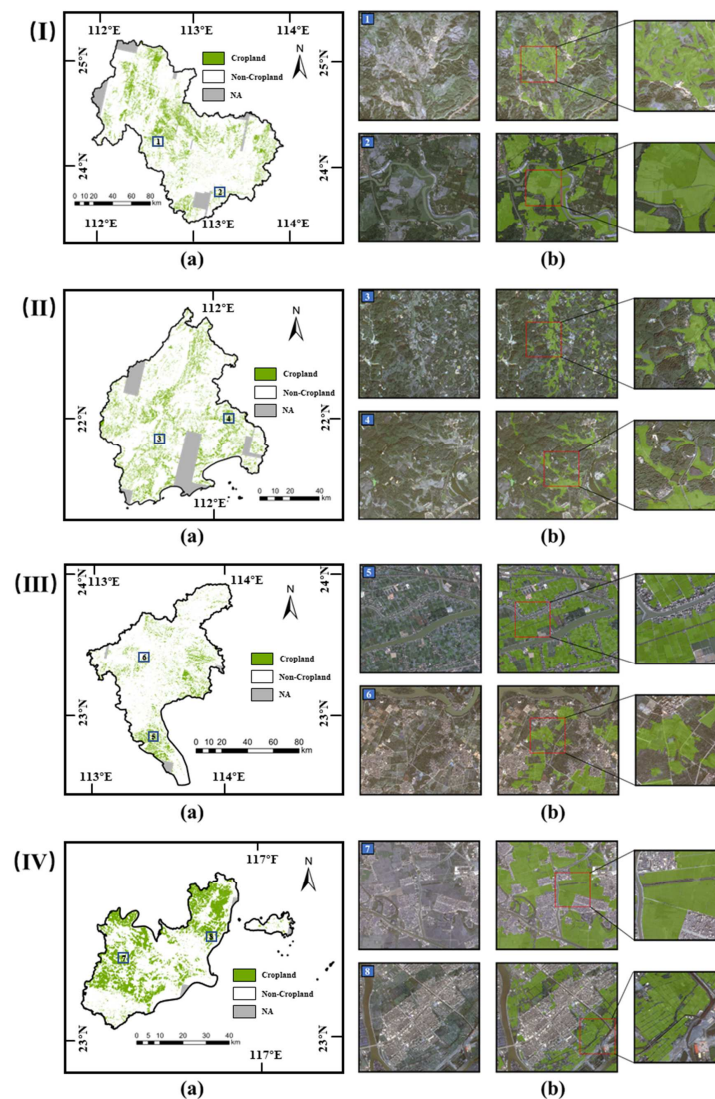 (I)
112°E 113°E
25°N
24°N
Cropland
Non-Cropland
NA
N
25°N
24°N
1
2
0 10 20 40 60 80
km
112°E 113°E 114°E
(a)
1
2
(b)
(II)
112°E
22°N
N
Cropland
Non-Cropland
NA
22°N
3
4
0 10 20 40
km
112°E
(a)
3
4
(b)
(III)
113°E 114°E
24°N
23°N
N
24°N
23°N
6
5
Cropland
Non-Cropland
NA
0 10 20 40 60 80
km
113°E 114°E
(a)
5
6
(b)
(IV)
117°E
N
7
8
Cropland
Non-Cropland
NA
0 5 10 20 30 40
km
23°N
23°N
117°E
(a)
7
8
(b)